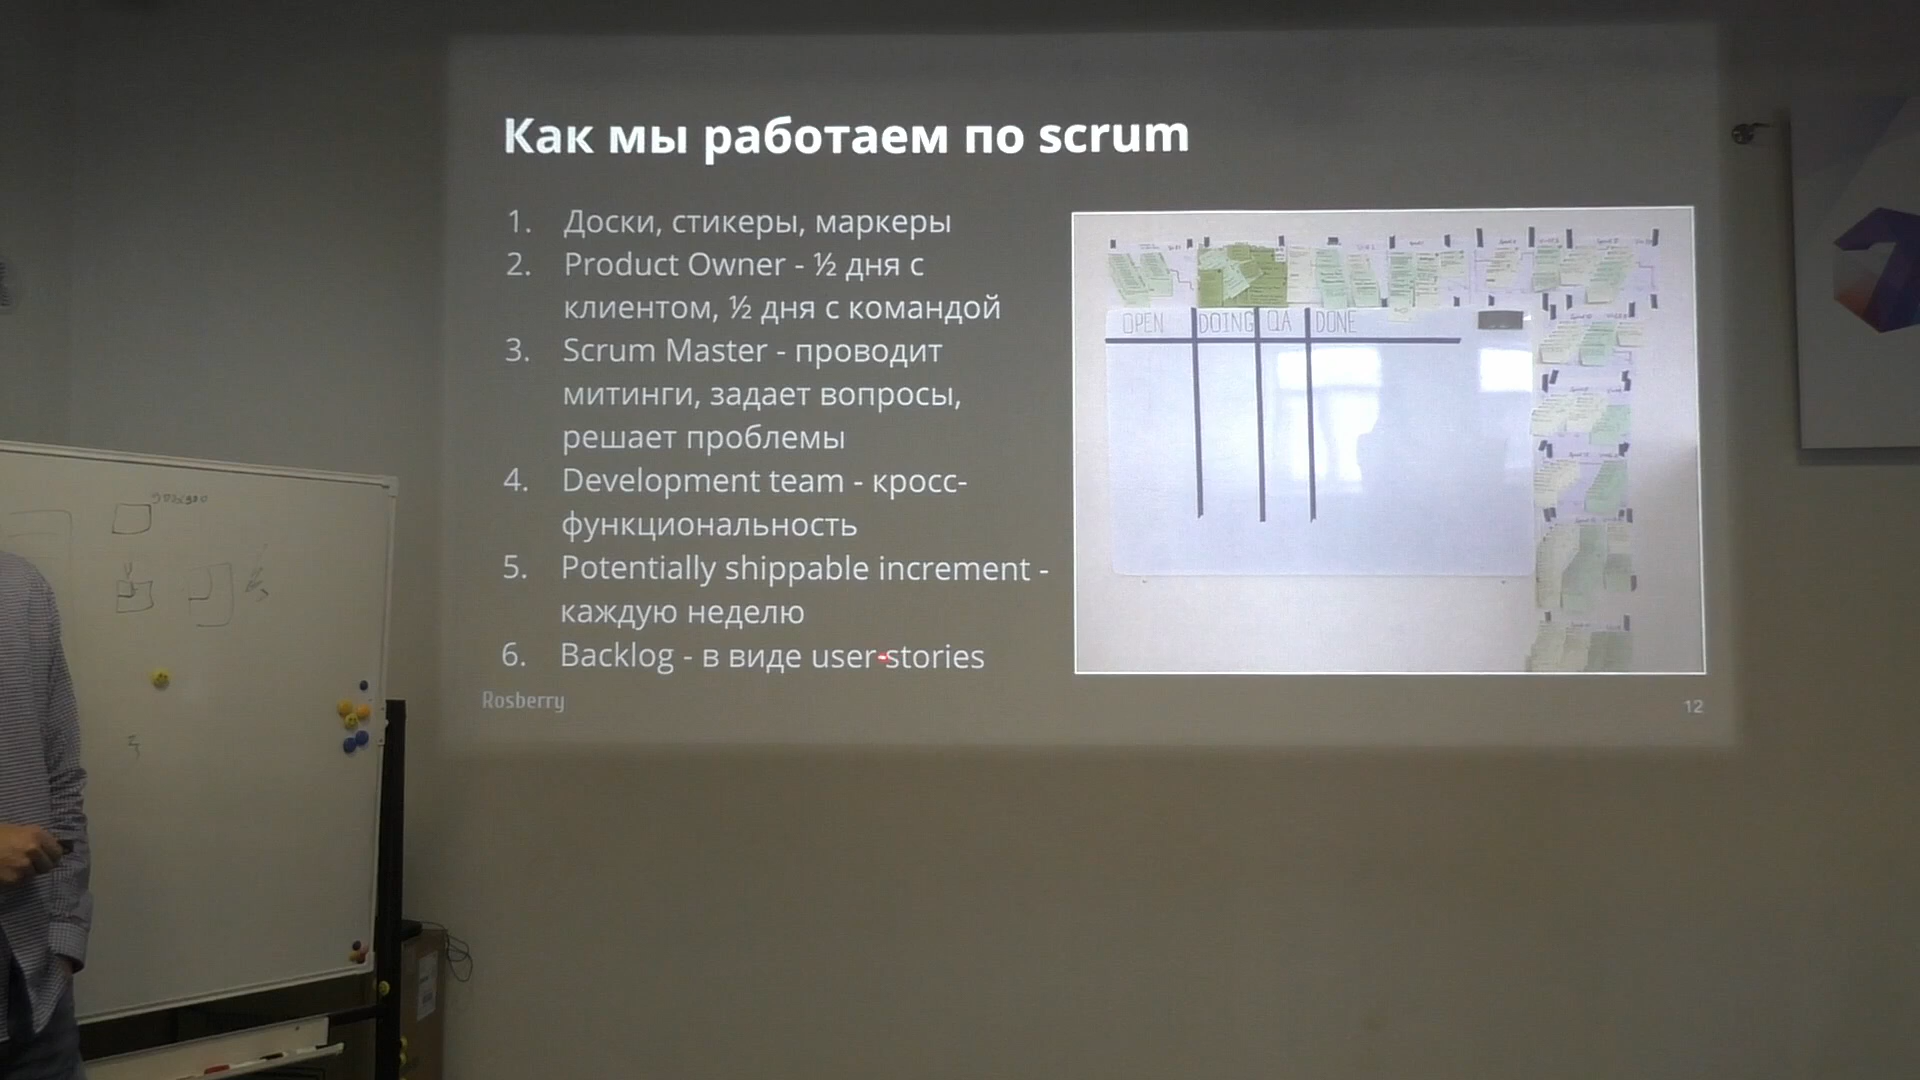 Как мы работаем по scrum
1. Доски, стикеры, маркеры
2. Product Owner - ½ дня с
клиентом, ½ дня с командой
3. Scrum Master - проводит
митинги, задает вопросы,
решает проблемы
4. Development team - кросс-
функциональность
5. Potentially shippable increment -
каждую неделю
6. Backlog - в виде user-stories
OPEN DOING QA DONE
Rosberry
12